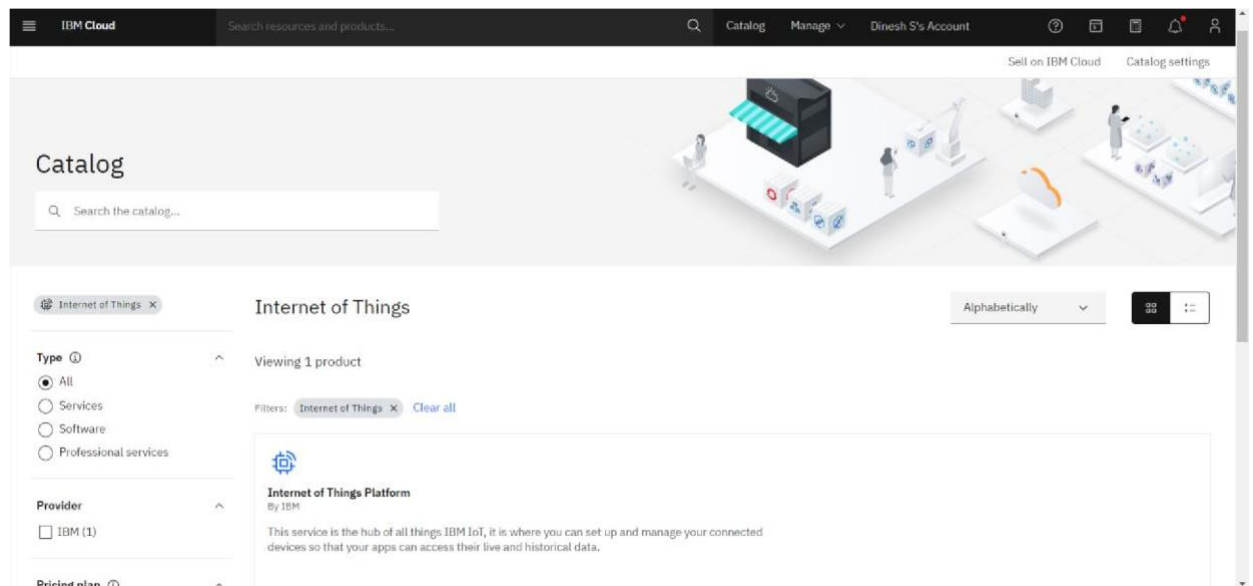 IBM Cloud Search resources and products... Catalog Manage Dinesh S's Account
Sell on IBM Cloud Catalog settings
Catalog
Search the catalog...
Internet of Things
Type
All
Services
Software
Professional services
Provider
IBM (1)
Pricing plan
Internet of Things
Alphabetically
Viewing 1 product
Filters: Internet of Things Clear all
Internet of Things Platform
By IBM
This service is the hub of all things IBM IoT, it is where you can set up and manage your connected
devices so that your apps can access their live and historical data.